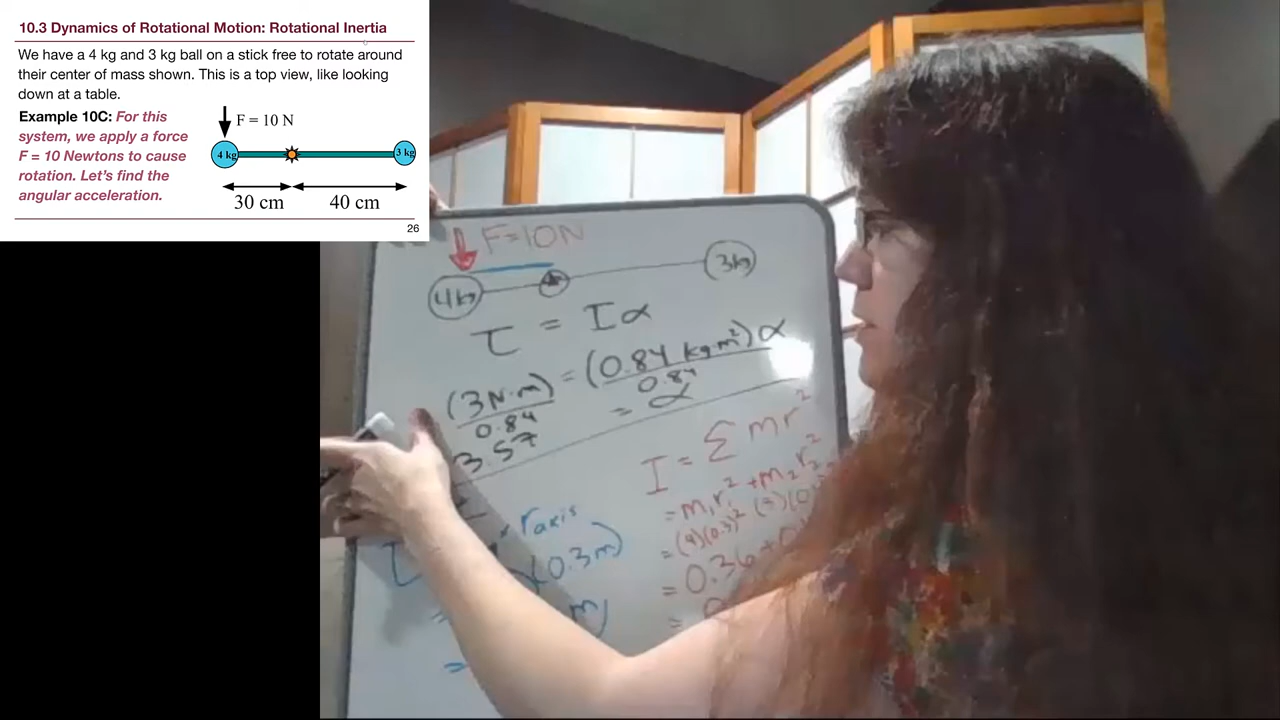 10.3 Dynamics of Rotational Motion: Rotational Inertia
We have a 4 kg and 3 kg ball on a stick free to rotate around
their center of mass shown. This is a top view, like looking
down at a table.
Example 10C: For this
system, we apply a force
F = 10 Newtons to cause
rotation. Let's find the
angular acceleration.
F = 10 N
4 kg
3 kg
30 cm
40 cm
26
F=10N
4kg
3kg
τ = Iα
(3N·m) = (0.84 kg·m²)α
0.84
0.84
3.57 = α
I = Σ mr²
= m₁r₁² + m₂r₂²
= (4)(0.3)² (3)(0
= 0.36 +
=
τ
r axis
(0.3m)
=
m)
=